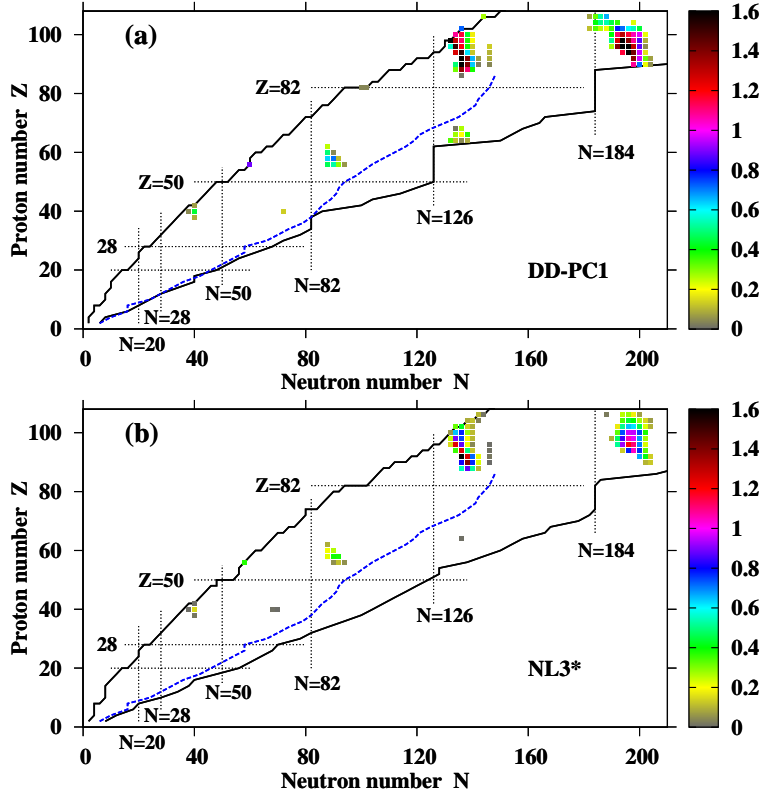 (a)
Z=82
Z=50
28
N=184
N=126
N=82
N=50
N=28
N=20
DD-PC1
Proton number Z
100
80
60
40
20
0
0 40 80 120 160 200
Neutron number N
1.6
1.4
1.2
1
0.8
0.6
0.4
0.2
0
(b)
Z=82
Z=50
28
N=184
N=126
N=82
N=50
N=28
N=20
NL3*
Proton number Z
100
80
60
40
20
0
0 40 80 120 160 200
Neutron number N
1.6
1.4
1.2
1
0.8
0.6
0.4
0.2
0